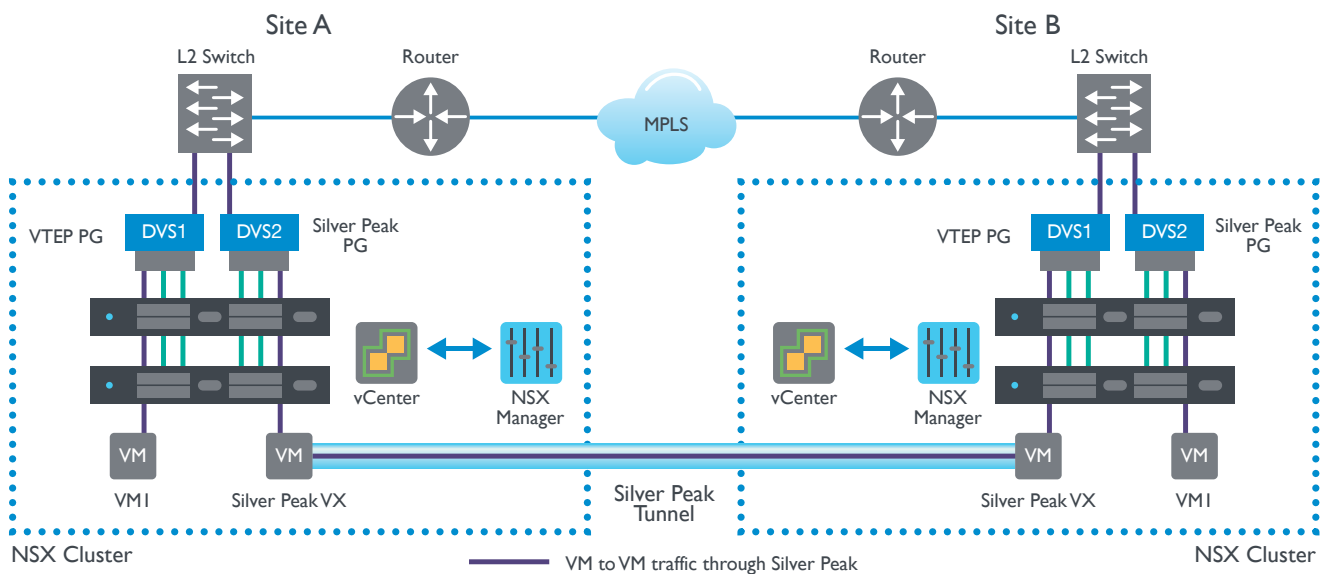 Site A
Site B
L2 Switch
Router
Router
L2 Switch
MPLS
VTEP PG
DVS1
DVS2
Silver Peak
PG
VTEP PG
DVS1
DVS2
Silver Peak
PG
vCenter
NSX
Manager
vCenter
NSX
Manager
VM
VM
VM
VM
VM1
Silver Peak VX
Silver Peak
Tunnel
Silver Peak VX
VM1
NSX Cluster
VM to VM traffic through Silver Peak
NSX Cluster